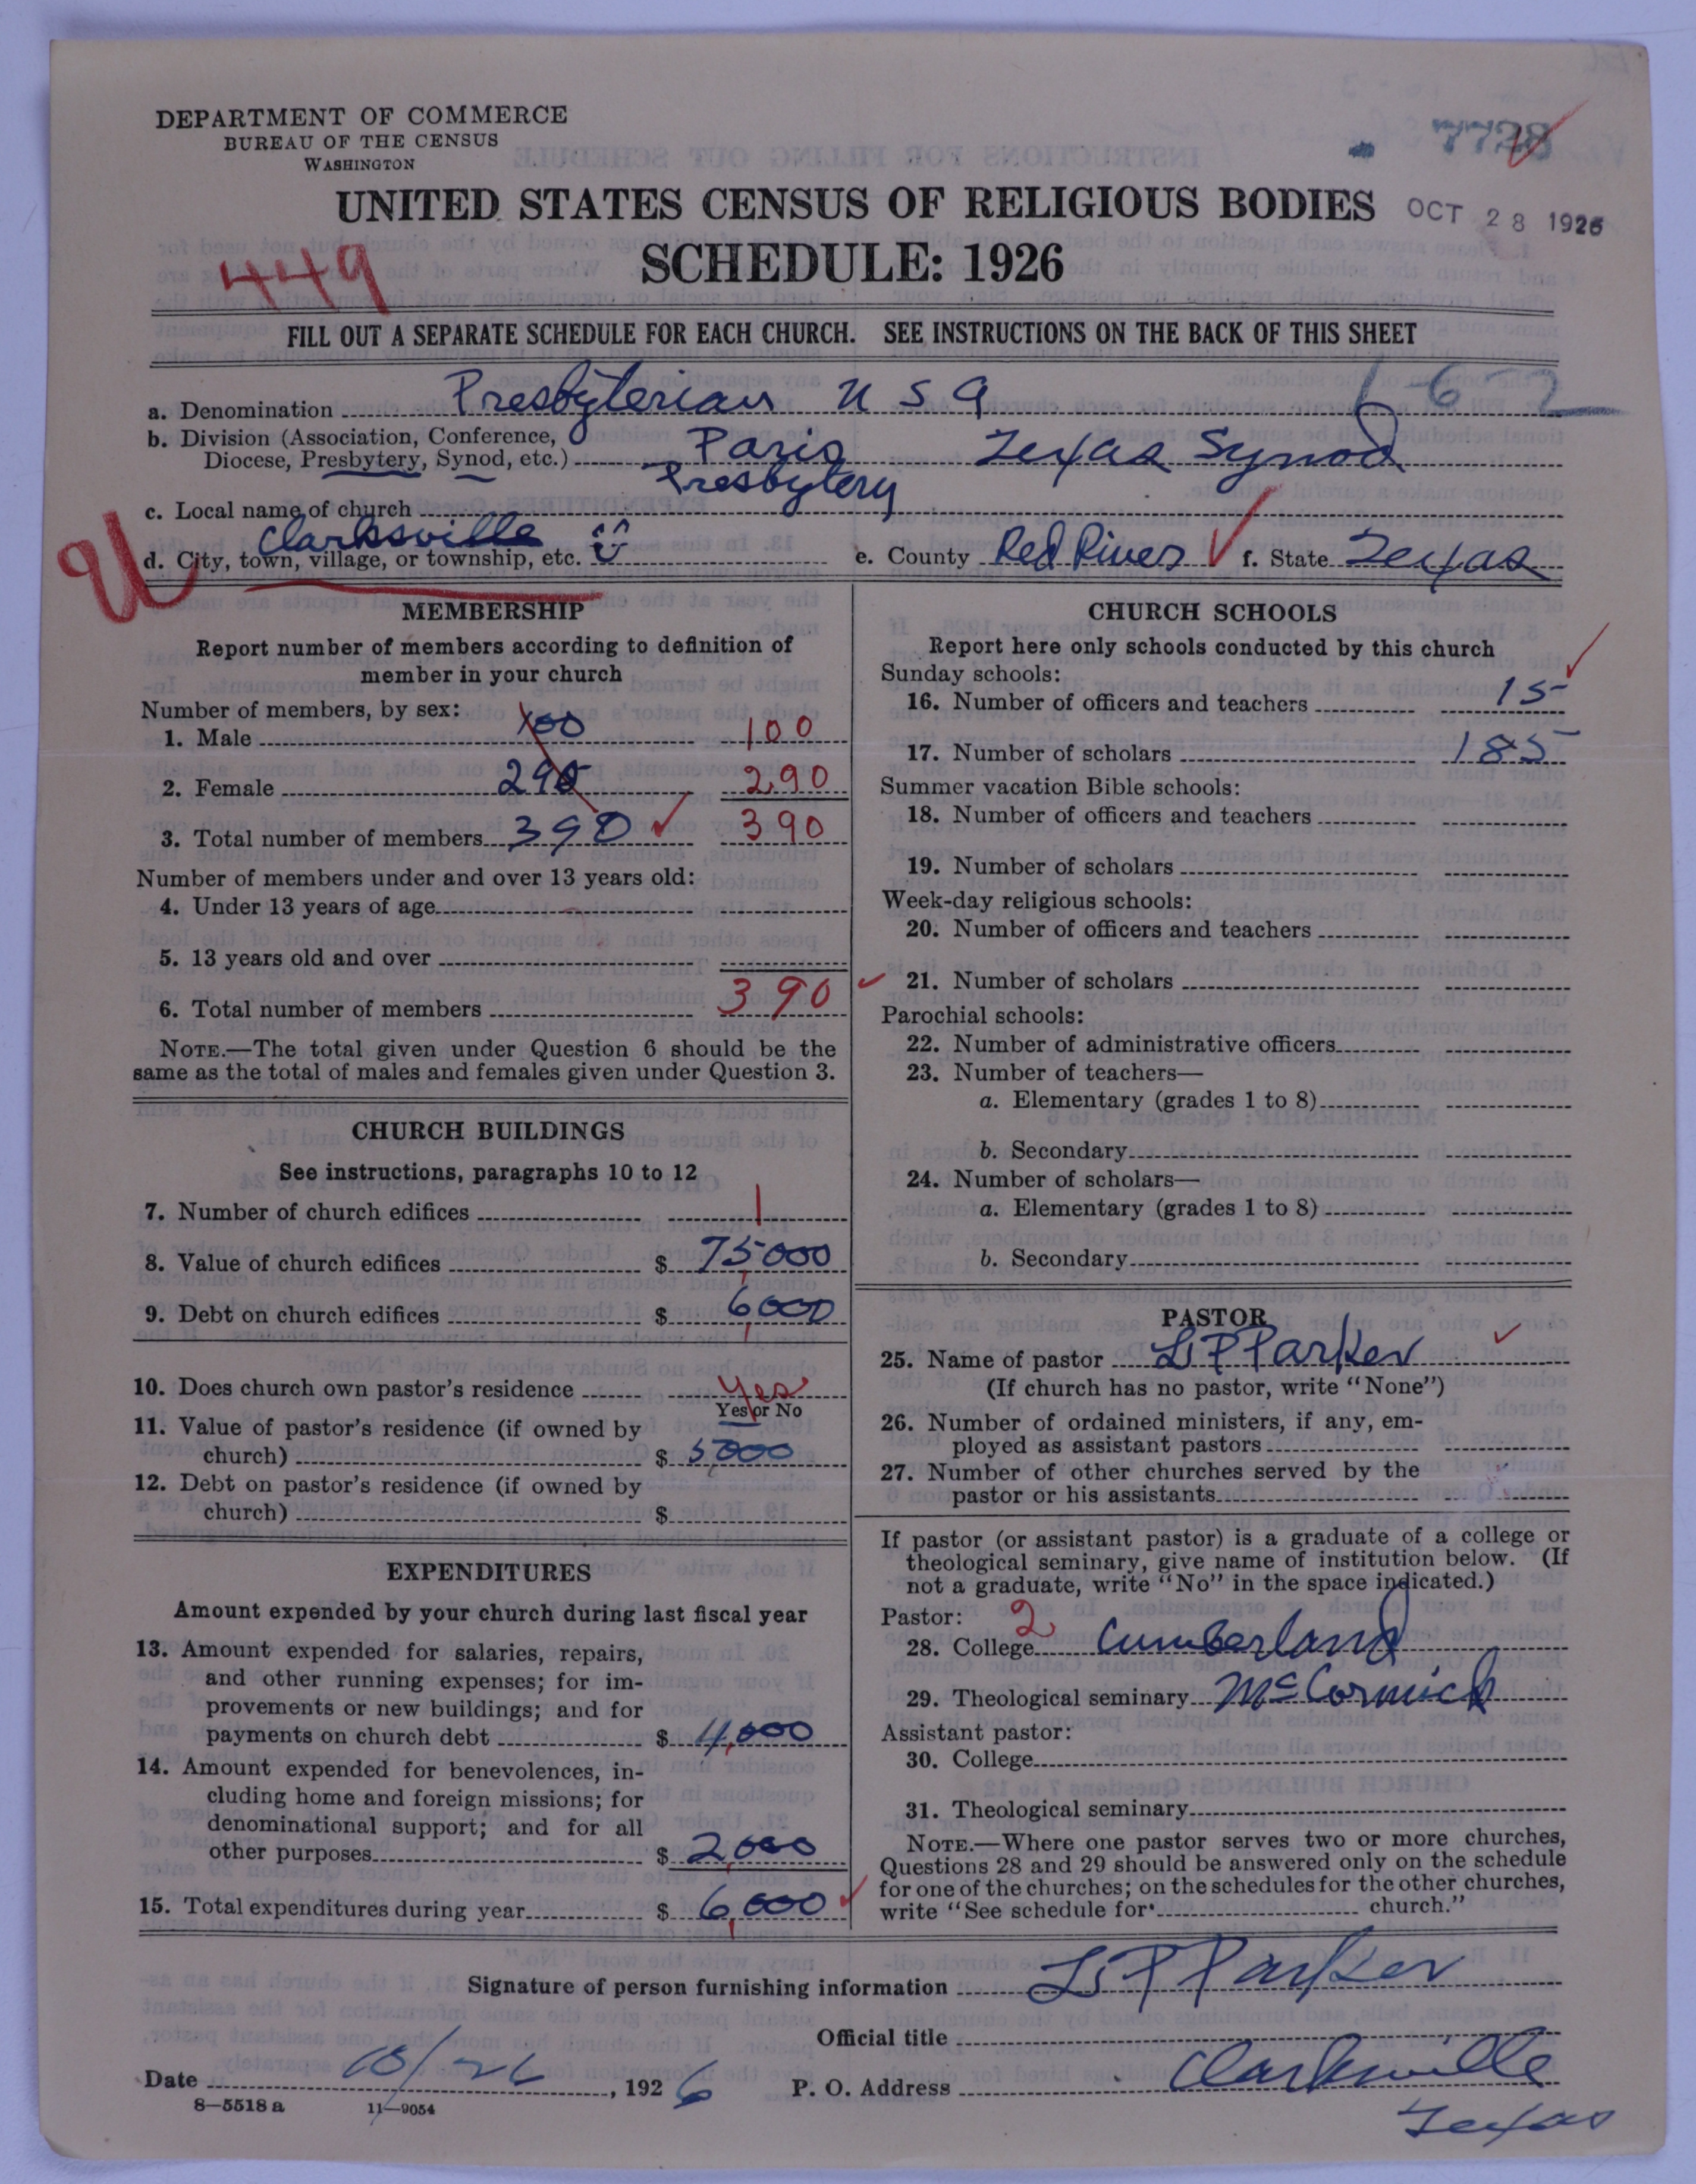 DEPARTMENT OF COMMERCE
BUREAU OF THE CENSUS
WASHINGTON
7728
UNITED STATES CENSUS OF RELIGIOUS BODIES
OCT 28 1926
449
SCHEDULE: 1926
FILL OUT A SEPARATE SCHEDULE FOR EACH CHURCH. SEE INSTRUCTIONS ON THE BACK OF THIS SHEET
a. Denomination Presbyterian U S A 1-62
b. Division (Association, Conference,
Diocese, Presbytery, Synod, etc.) Paris Texas Synod
Presbytery
c. Local name of church
Clarksville
d. City, town, village, or township, etc. e. County Red River f. State Texas
MEMBERSHIP
Report number of members according to definition of
member in your church
Number of members, by sex:
1. Male 100 100
2. Female 290 290
3. Total number of members 390 390
Number of members under and over 13 years old:
4. Under 13 years of age
5. 13 years old and over
6. Total number of members 390
NOTE.—The total given under Question 6 should be the
same as the total of males and females given under Question 3.
CHURCH BUILDINGS
See instructions, paragraphs 10 to 12
7. Number of church edifices 1
8. Value of church edifices $ 75000
9. Debt on church edifices $ 6000
10. Does church own pastor's residence Yes
Yes or No
11. Value of pastor's residence (if owned by
church) $ 5000
12. Debt on pastor's residence (if owned by
church) $
EXPENDITURES
Amount expended by your church during last fiscal year
13. Amount expended for salaries, repairs,
and other running expenses; for im-
provements or new buildings; and for
payments on church debt $ 4,000
14. Amount expended for benevolences, in-
cluding home and foreign missions; for
denominational support; and for all
other purposes $ 2,000
15. Total expenditures during year $ 6,000
CHURCH SCHOOLS
Report here only schools conducted by this church
Sunday schools:
16. Number of officers and teachers 15
17. Number of scholars 185
Summer vacation Bible schools:
18. Number of officers and teachers
19. Number of scholars
Week-day religious schools:
20. Number of officers and teachers
21. Number of scholars
Parochial schools:
22. Number of administrative officers
23. Number of teachers—
a. Elementary (grades 1 to 8)
b. Secondary
24. Number of scholars—
a. Elementary (grades 1 to 8)
b. Secondary
PASTOR
25. Name of pastor L P Parker
(If church has no pastor, write "None")
26. Number of ordained ministers, if any, em-
ployed as assistant pastors
27. Number of other churches served by the
pastor or his assistants
If pastor (or assistant pastor) is a graduate of a college or
theological seminary, give name of institution below. (If
not a graduate, write "No" in the space indicated.)
Pastor: 2
28. College Cumberland
29. Theological seminary McCormick
Assistant pastor:
30. College
31. Theological seminary
NOTE.—Where one pastor serves two or more churches,
Questions 28 and 29 should be answered only on the schedule
for one of the churches; on the schedules for the other churches,
write "See schedule for church."
Signature of person furnishing information L P Parker
Official title
Date 10/26, 1926 P. O. Address Clarksville
Texas
8—5518 a 11—9054